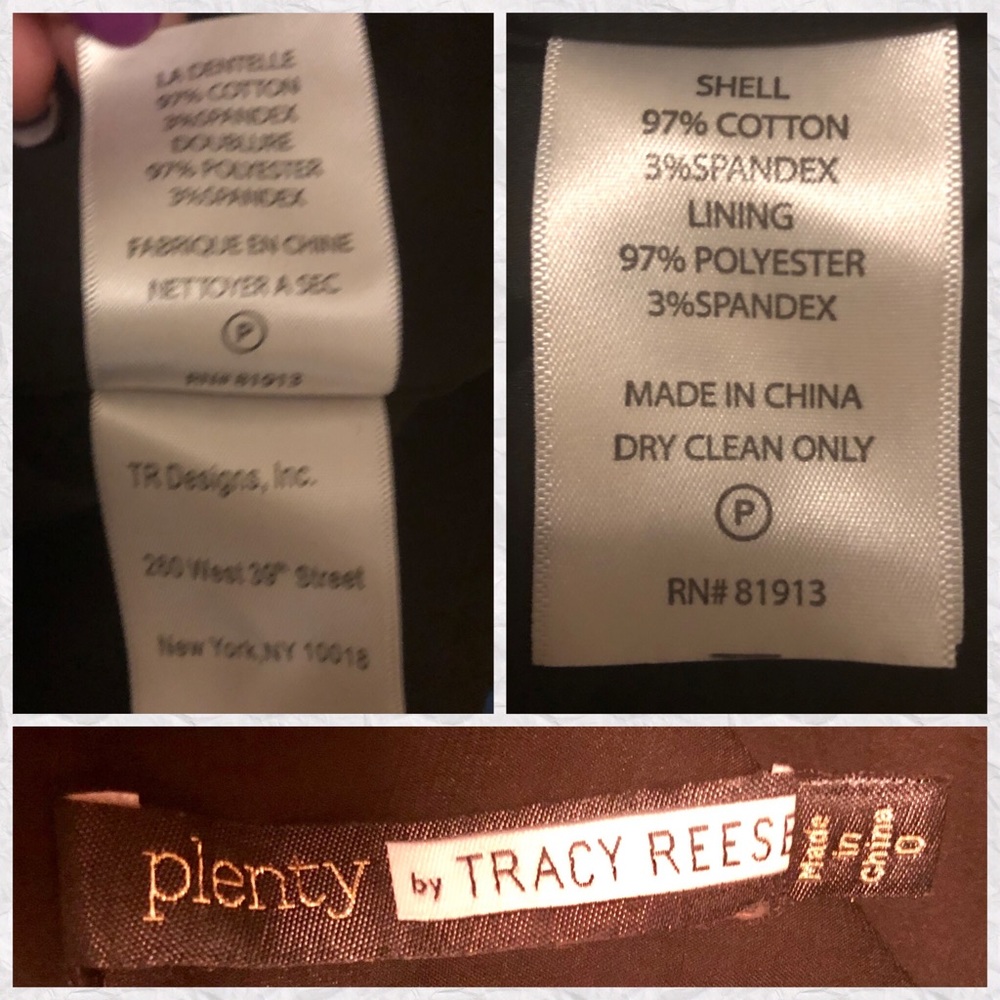 LA DENTELLE
97% COTTON
3%SPANDEX
DOUBLURE
97% POLYESTER
3%SPANDEX
FABRIQUE EN CHINE
NETTOYER A SEC
P
RN# 81913
TR Designs, Inc.
260 West 39th Street
New York,NY 10018
SHELL
97% COTTON
3%SPANDEX
LINING
97% POLYESTER
3%SPANDEX
MADE IN CHINA
DRY CLEAN ONLY
P
RN# 81913
plenty by TRACY REESE
Made
in
China
0